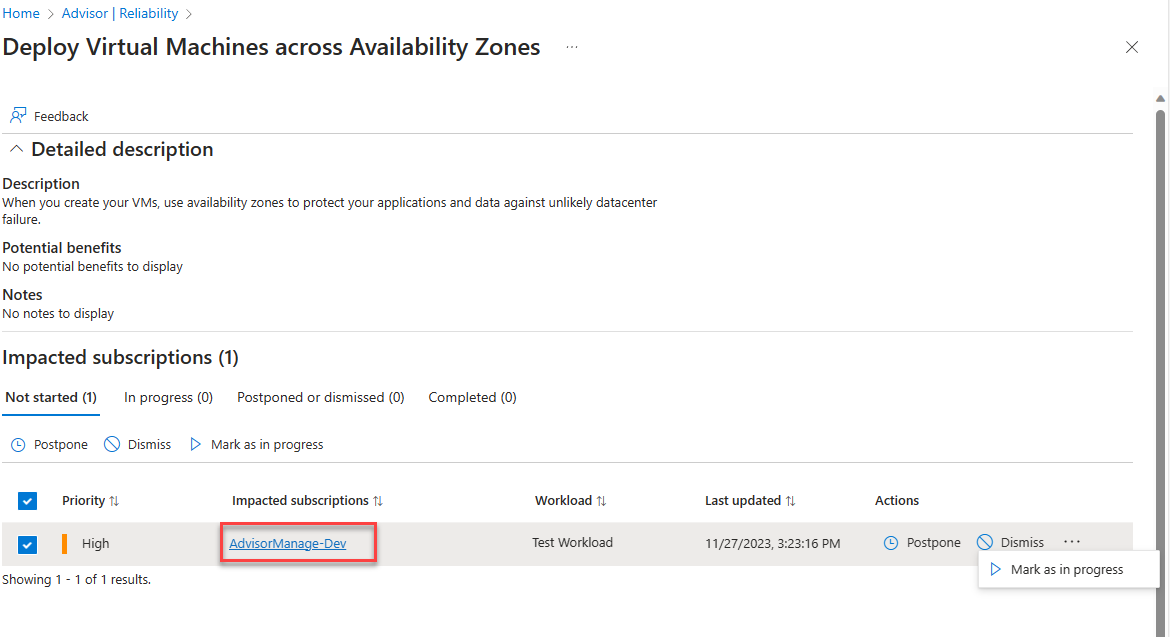 Home > Advisor | Reliability >
Deploy Virtual Machines across Availability Zones ...
Feedback
Detailed description
Description
When you create your VMs, use availability zones to protect your applications and data against unlikely datacenter
failure.
Potential benefits
No potential benefits to display
Notes
No notes to display
Impacted subscriptions (1)
Not started (1) In progress (0) Postponed or dismissed (0) Completed (0)
Postpone Dismiss Mark as in progress
Priority Impacted subscriptions Workload Last updated Actions
High AdvisorManage-Dev Test Workload 11/27/2023, 3:23:16 PM Postpone Dismiss ...
Mark as in progress
Showing 1 - 1 of 1 results.